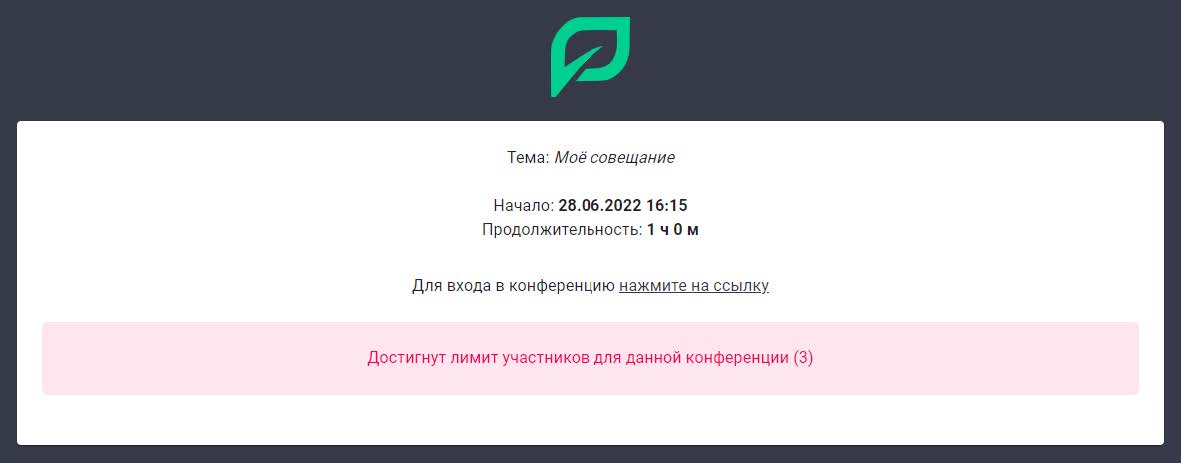 Тема: Моё совещание
Начало: 28.06.2022 16:15
Продолжительность: 1 ч 0 м
Для входа в конференцию нажмите на ссылку
Достигнут лимит участников для данной конференции (3)